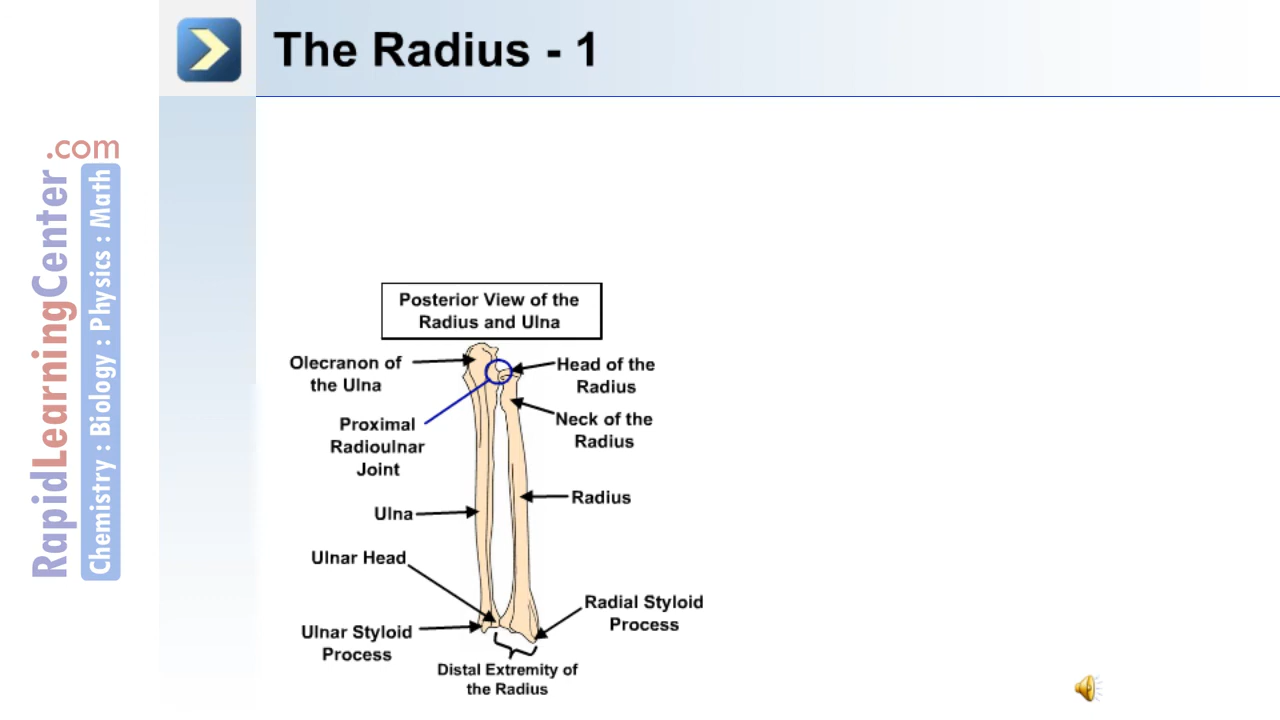 The Radius - 1
RapidLearningCenter
.com
Chemistry : Biology : Physics : Math
Posterior View of the
Radius and Ulna
Olecranon of
the Ulna
Head of the
Radius
Proximal
Radioulnar
Joint
Neck of the
Radius
Radius
Ulna
Ulnar Head
Radial Styloid
Process
Ulnar Styloid
Process
Distal Extremity of
the Radius